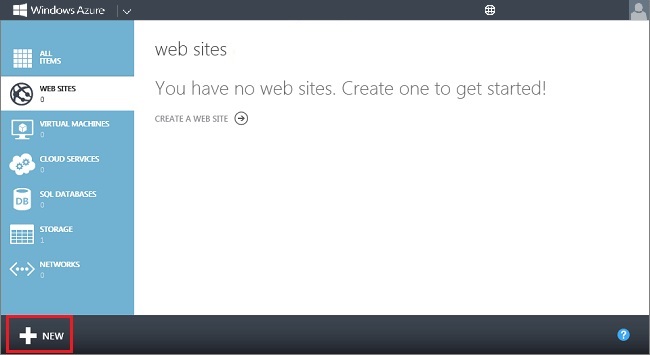 Windows Azure
ALL
ITEMS
WEB SITES
0
VIRTUAL MACHINES
0
CLOUD SERVICES
0
DB
SQL DATABASES
0
STORAGE
1
NETWORKS
0
web sites
You have no web sites. Create one to get started!
CREATE A WEB SITE
NEW
?